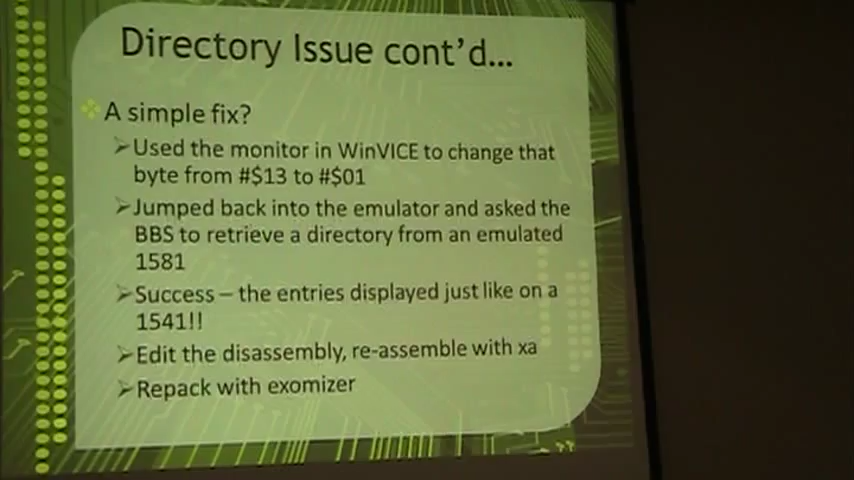 Directory Issue cont'd...
A simple fix?
Used the monitor in WinVICE to change that
byte from #$13 to #$01
Jumped back into the emulator and asked the
BBS to retrieve a directory from an emulated
1581
Success – the entries displayed just like on a
1541!!
Edit the disassembly, re-assemble with xa
Repack with exomizer